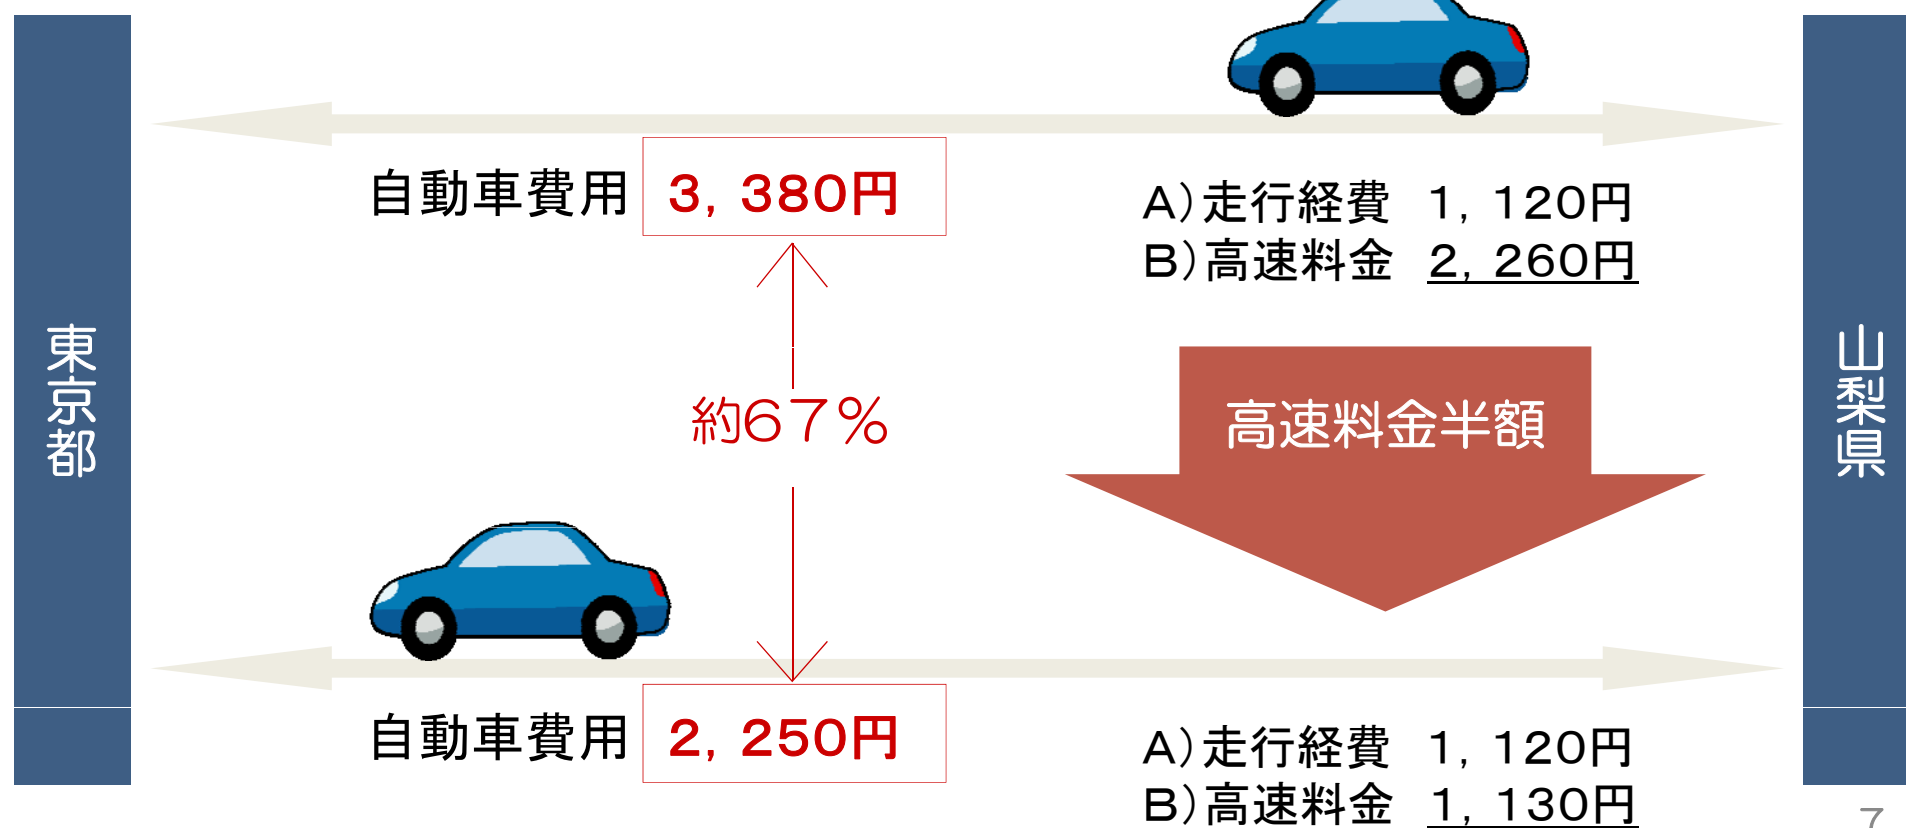 東京都
自動車費用 3，380円
A）走行経費 1，120円
B）高速料金 2，260円
約67％
高速料金半額
山梨県
自動車費用 2，250円
A）走行経費 1，120円
B）高速料金 1，130円
7